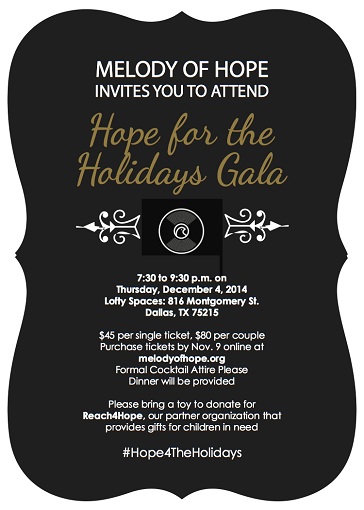 MELODY OF HOPE
INVITES YOU TO ATTEND
Hope for the
Holidays Gala
7:30 to 9:30 p.m. on
Thursday, December 4, 2014
Lofty Spaces: 816 Montgomery St.
Dallas, TX 75215
$45 per single ticket, $80 per couple
Purchase tickets by Nov. 9 online at
melodyofhope.org
Formal Cocktail Attire Please
Dinner will be provided
Please bring a toy to donate for
Reach4Hope, our partner organization that
provides gifts for children in need
#Hope4TheHolidays